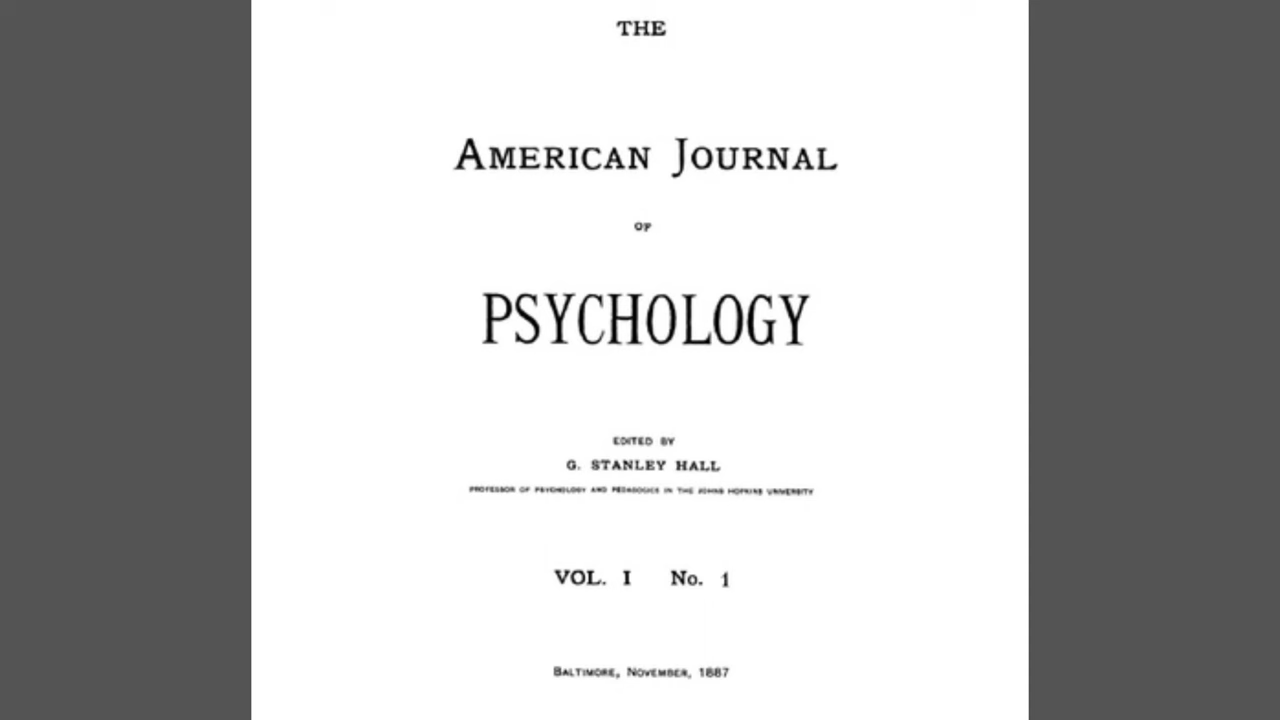 THE
AMERICAN JOURNAL
OF
PSYCHOLOGY
EDITED BY
G. STANLEY HALL
PROFESSOR OF PSYCHOLOGY AND PEDAGOGICS IN THE JOHNS HOPKINS UNIVERSITY
VOL. I No. 1
BALTIMORE, NOVEMBER, 1887